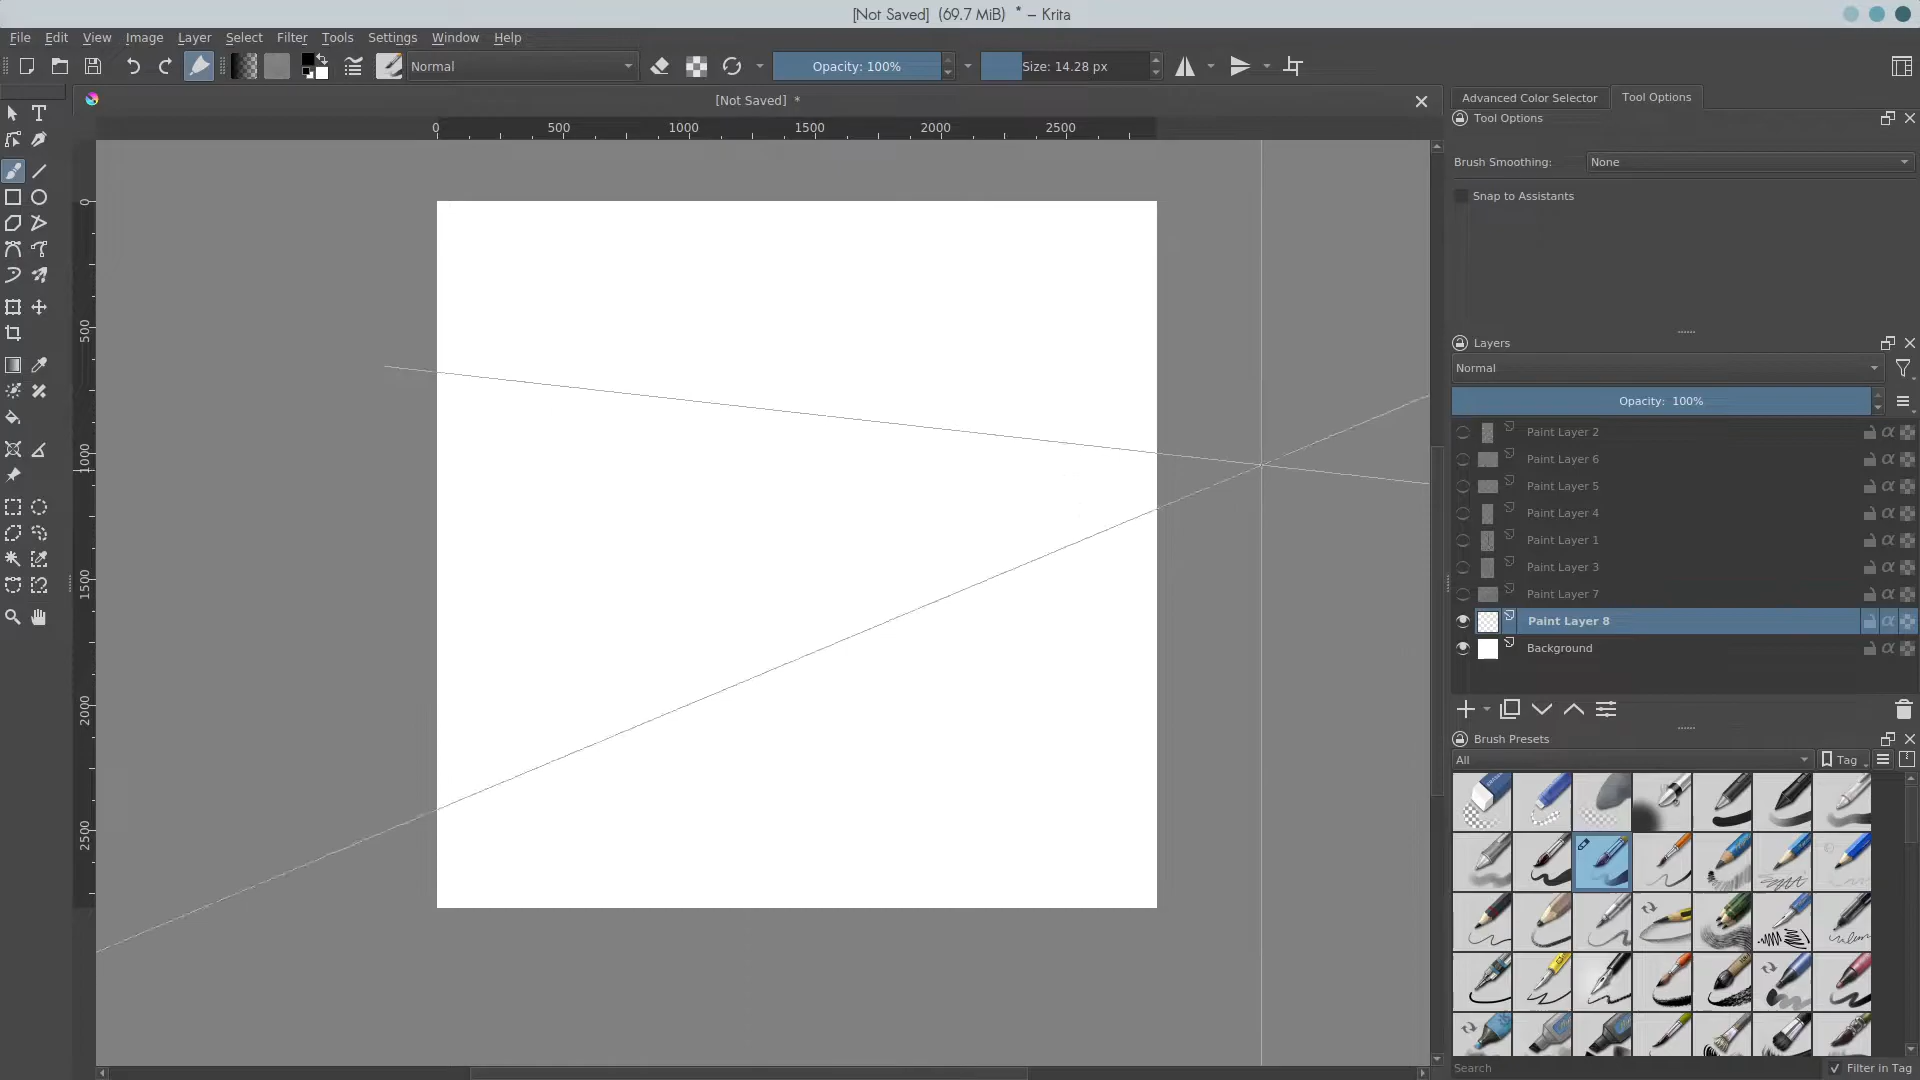 [Not Saved]  (69.7 MiB)  * – Krita
File Edit View Image Layer Select Filter Tools Settings Window Help
Normal
Opacity: 100%
Size: 14.28 px
[Not Saved]  *
Advanced Color Selector
Tool Options
Tool Options
0 500 1000 1500 2000 2500
Brush Smoothing: None
Snap to Assistants
0
500
1000
1500
2000
2500
Layers
Normal
Opacity:  100%
Paint Layer 2
Paint Layer 6
Paint Layer 5
Paint Layer 4
Paint Layer 1
Paint Layer 3
Paint Layer 7
Paint Layer 8
Background
Brush Presets
All
Tag
Search
Filter in Tag